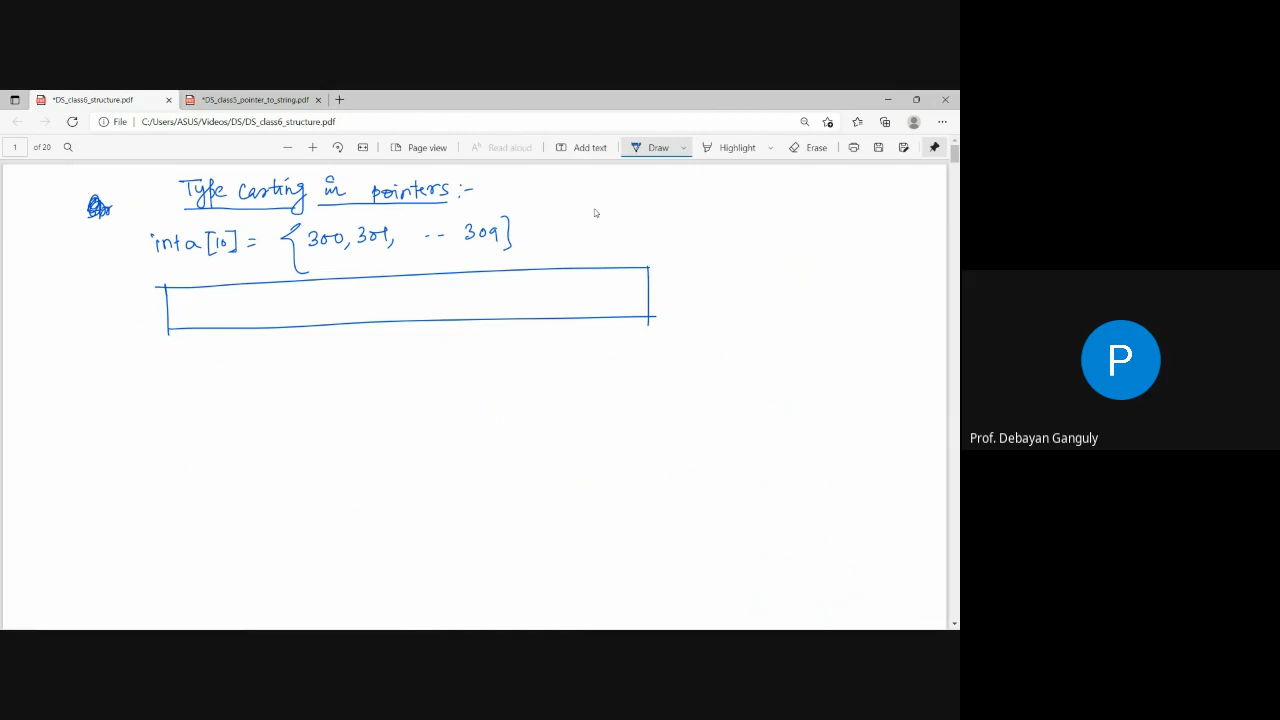 *DS_class6_structure.pdf
*DS_class5_pointer_to_string.pdf
File C:/Users/ASUS/Videos/DS/DS_class6_structure.pdf
1 of 20 Page view Read aloud Add text Draw Highlight Erase
Type casting in pointers :-
int a [10] = { 300, 301, -- 309}
P
Prof. Debayan Ganguly